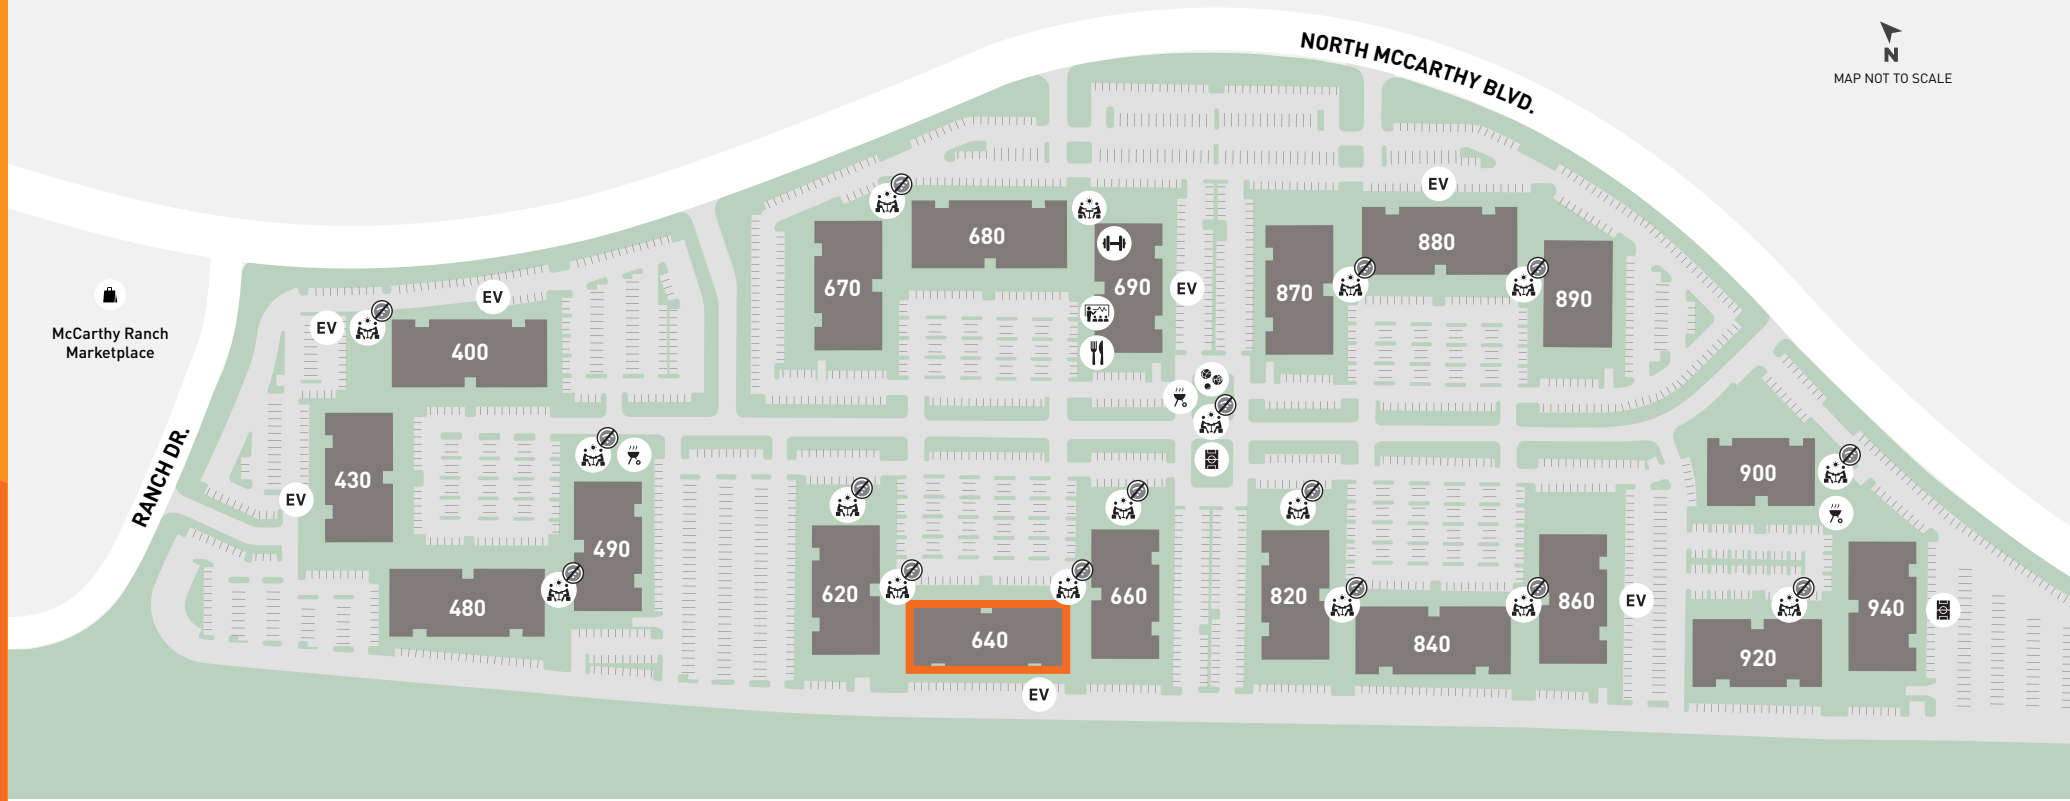 NORTH MCCARTHY BLVD.
N
MAP NOT TO SCALE
EV
680
880
670
690
EV
870
890
McCarthy Ranch
Marketplace
EV
EV
400
RANCH DR.
430
EV
490
480
620
640
660
EV
820
840
860
EV
900
920
940